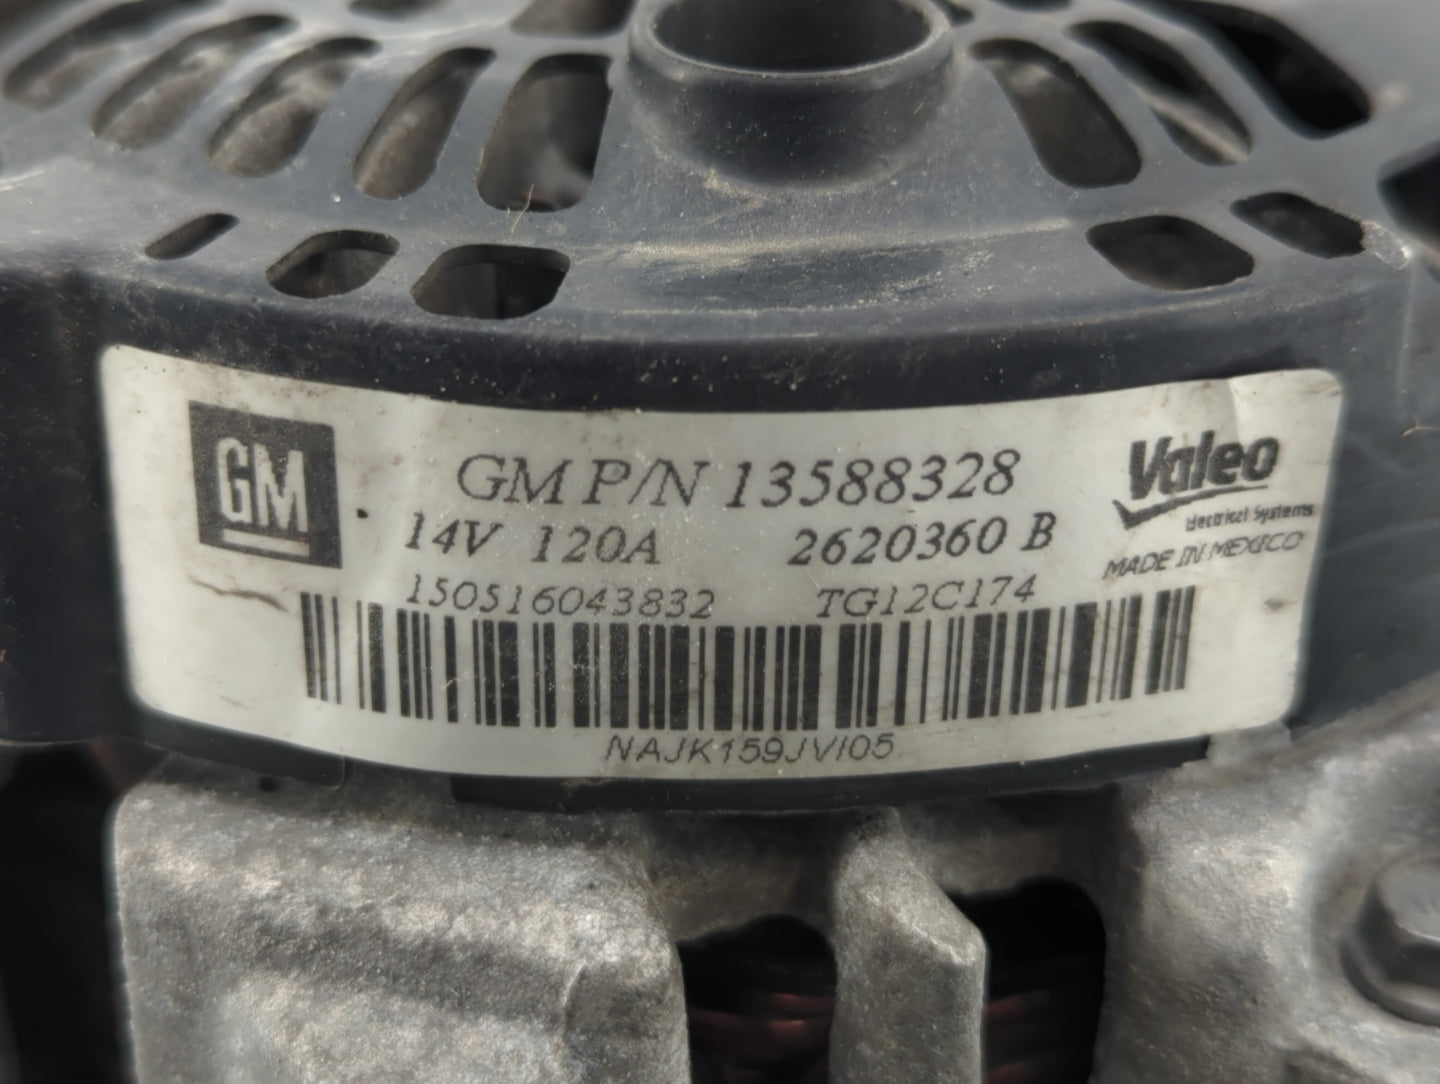 GM
GM P/N 13588328
14V 120A 2620360 B
150516043832 TG12C174
NAJK159JVI05
Valeo
Electrical Systems
MADE IN MEXICO